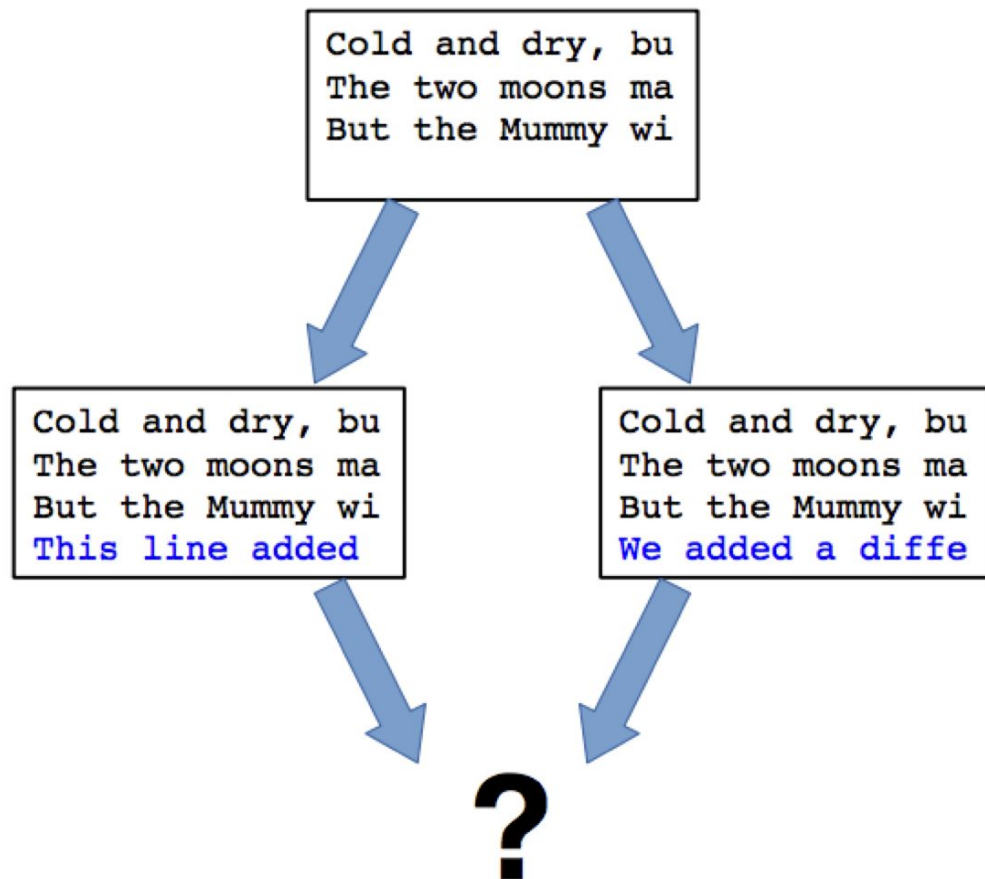 Cold and dry, bu
The two moons ma
But the Mummy wi
Cold and dry, bu
The two moons ma
But the Mummy wi
This line added
Cold and dry, bu
The two moons ma
But the Mummy wi
We added a diffe
?